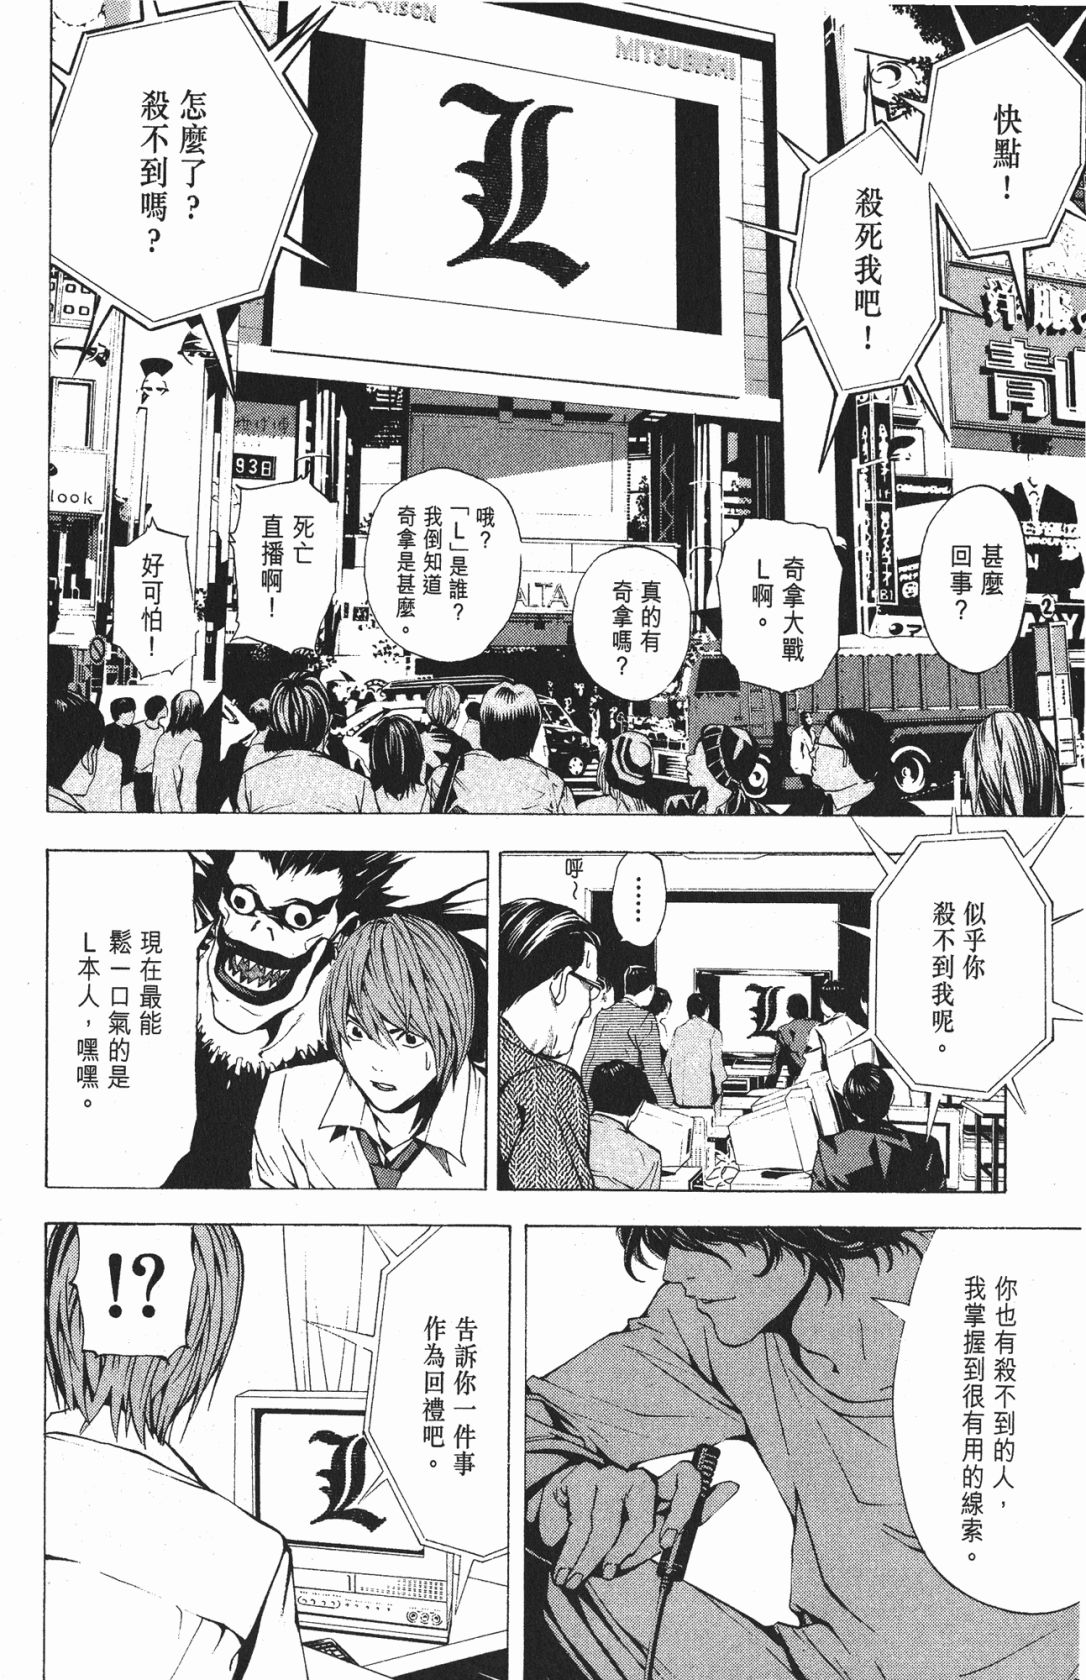 快點！
殺死我吧！
MITSUBISHI
怎麼了？
殺不到嗎？
L
洋服
青山
甚麼
回事？
奇拿大戰
L啊。
真的有
奇拿嗎？
哦？
「L」是誰？
我倒知道
奇拿是甚麼。
死亡
直播啊！
好可怕！
938
look
ALTA
2
似乎你
殺不到我呢。
……
呼～
L
現在最能
鬆一口氣的是
L本人，嘿嘿。
你也有殺不到的人，
我掌握到很有用的線索。
告訴你一件事
作為回禮吧。
L
!?